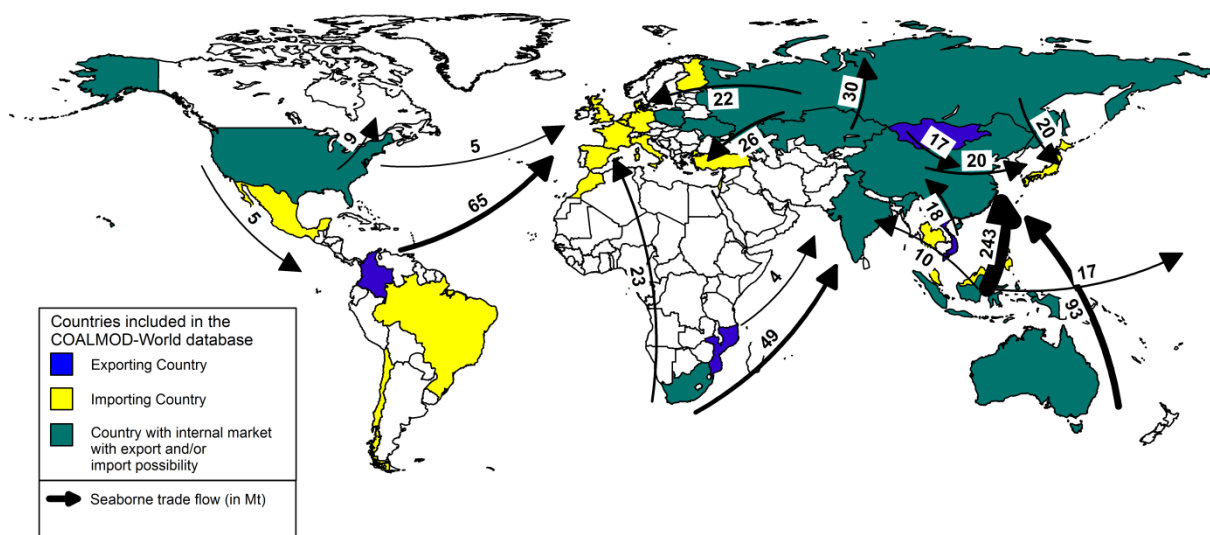 22
30
9
5
26
17
20
20
65
5
18
243
10
23
4
17
93
49
Countries included in the
COALMOD-World database
Exporting Country
Importing Country
Country with internal market
with export and/or
import possibility
Seaborne trade flow (in Mt)